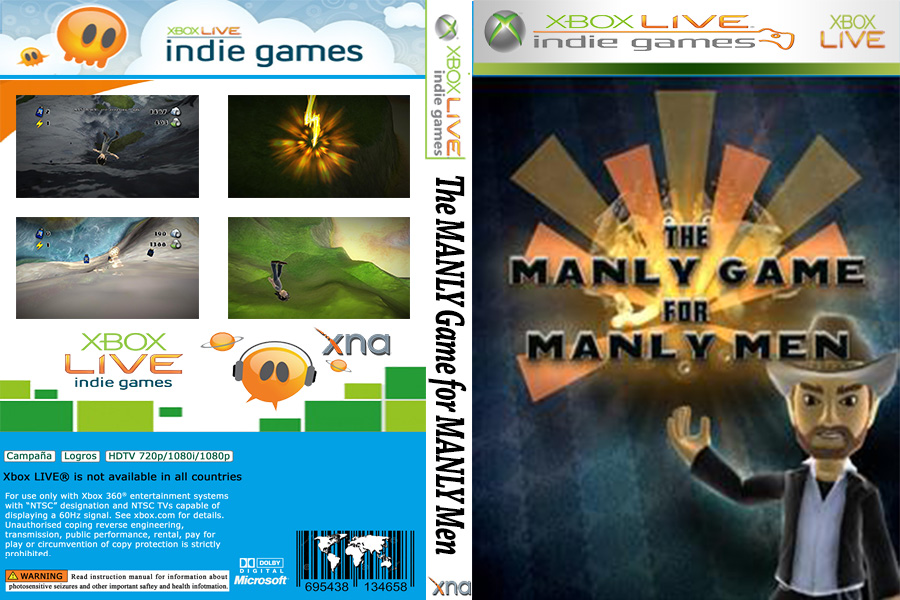 XBOX LIVE
indie games
XBOX LIVE
indie games
xna
Campaña
Logros
HDTV 720p/1080i/1080p
Xbox LIVE® is not available in all countries
For use only with Xbox 360® entertainment systems
with “NTSC” designation and NTSC TVs capable of
displaying a 60Hz signal. See xbox.com for details.
Unauthorised coping reverse engineering,
transmission, public performance, rental, pay for
play or circumvention of copy protection is strictly
prohibited.
WARNING Read instruction manual for information about
photosensitive seizures and other important saftey and health infotmation.
DOLBY
DIGITAL
Microsoft
695438 134658
XBOX LIVE
indie games
The MANLY Game for MANLY Men
xna
XBOX LIVE
indie games
XBOX
LIVE
THE
MANLY GAME
FOR
MANLY MEN